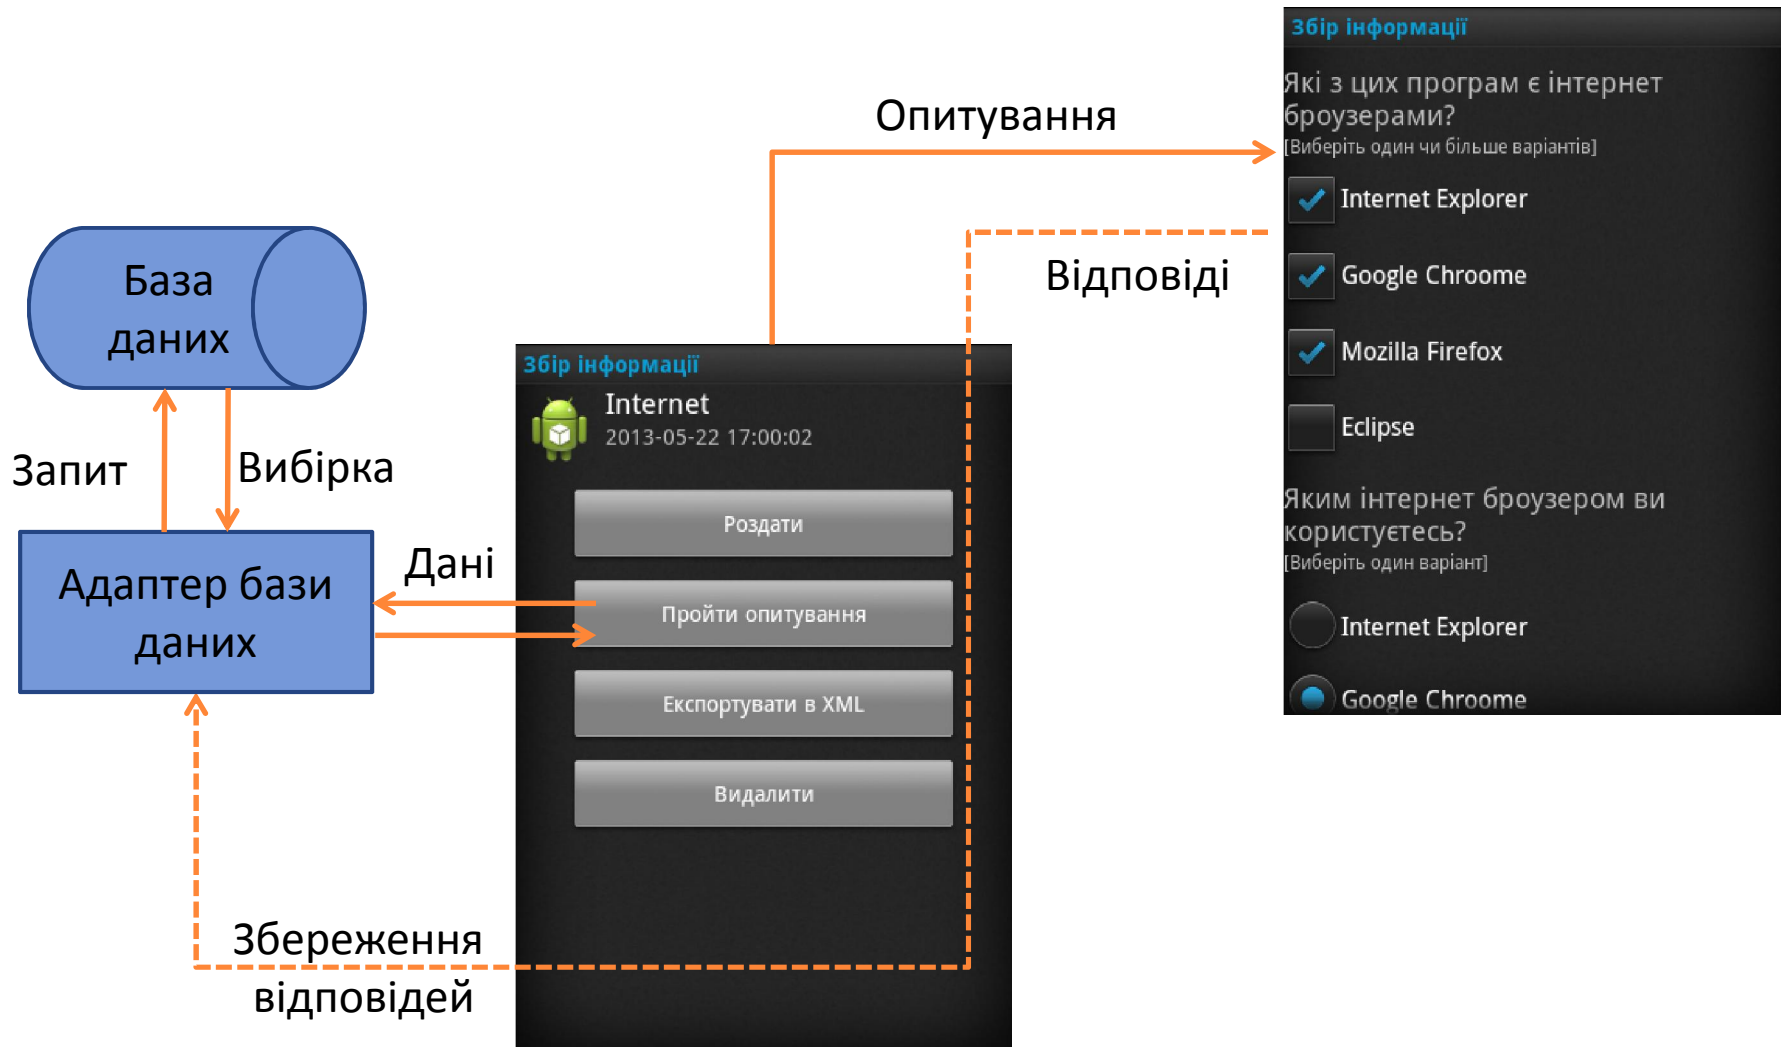 База
даних
Запит
Вибірка
Адаптер бази
даних
Дані
Збереження
відповідей
Опитування
Відповіді
Збір інформації
Internet
2013-05-22 17:00:02
Роздати
Пройти опитування
Експортувати в XML
Видалити
Збір інформації
Які з цих програм є інтернет
броузерами?
[Виберіть один чи більше варіантів]
Internet Explorer
Google Chroome
Mozilla Firefox
Eclipse
Яким інтернет броузером ви
користуєтесь?
[Виберіть один варіант]
Internet Explorer
Google Chroome